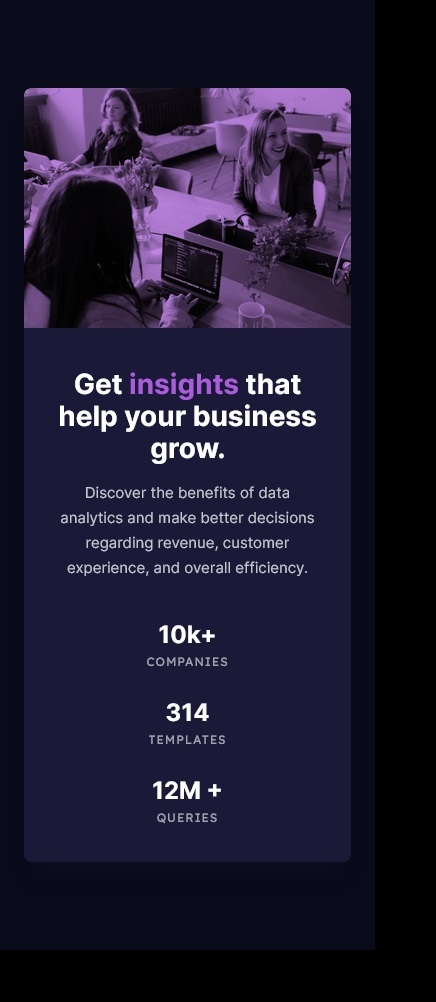 Get insights that
help your business
grow.
Discover the benefits of data
analytics and make better decisions
regarding revenue, customer
experience, and overall efficiency.
10k+
COMPANIES
314
TEMPLATES
12M +
QUERIES